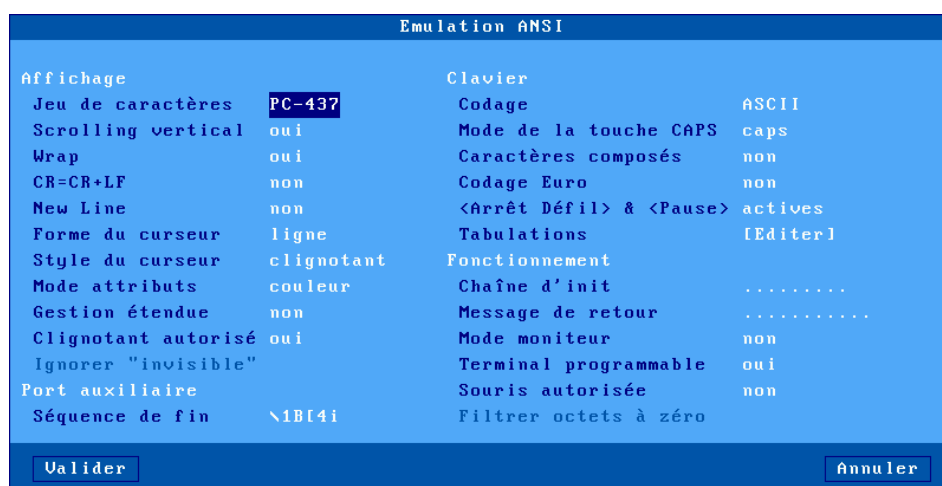 Emulation ANSI
Affichage
Jeu de caractères PC-437
Scrolling vertical oui
Wrap oui
CR=CR+LF non
New Line non
Forme du curseur ligne
Style du curseur clignotant
Mode attributs couleur
Gestion étendue non
Clignotant autorisé oui
Ignorer "invisible"
Port auxiliaire
Séquence de fin \1B[4i
Clavier
Codage ASCII
Mode de la touche CAPS caps
Caractères composés non
Codage Euro non
<Arrêt Défil> & <Pause> actives
Tabulations [Editer]
Fonctionnement
Chaîne d'init .........
Message de retour ...........
Mode moniteur non
Terminal programmable oui
Souris autorisée non
Filtrer octets à zéro
Valider
Annuler